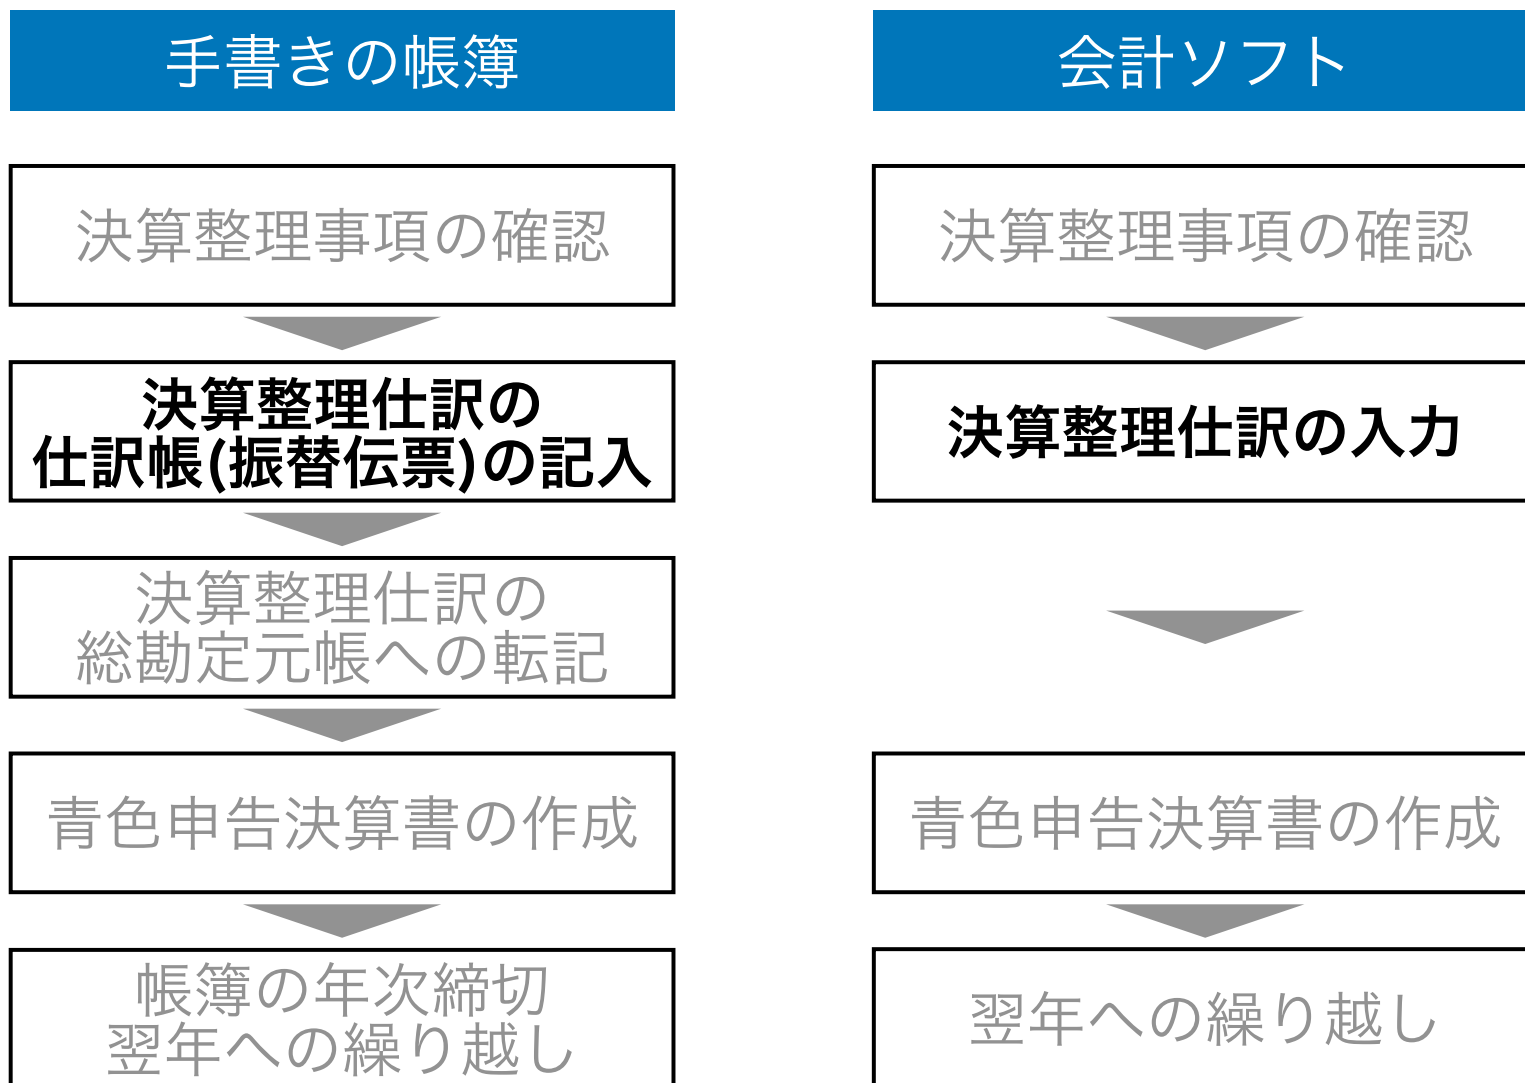 手書きの帳簿
会計ソフト
決算整理事項の確認
決算整理事項の確認
決算整理仕訳の
仕訳帳(振替伝票)の記入
決算整理仕訳の入力
決算整理仕訳の
総勘定元帳への転記
青色申告決算書の作成
青色申告決算書の作成
帳簿の年次締切
翌年への繰り越し
翌年への繰り越し